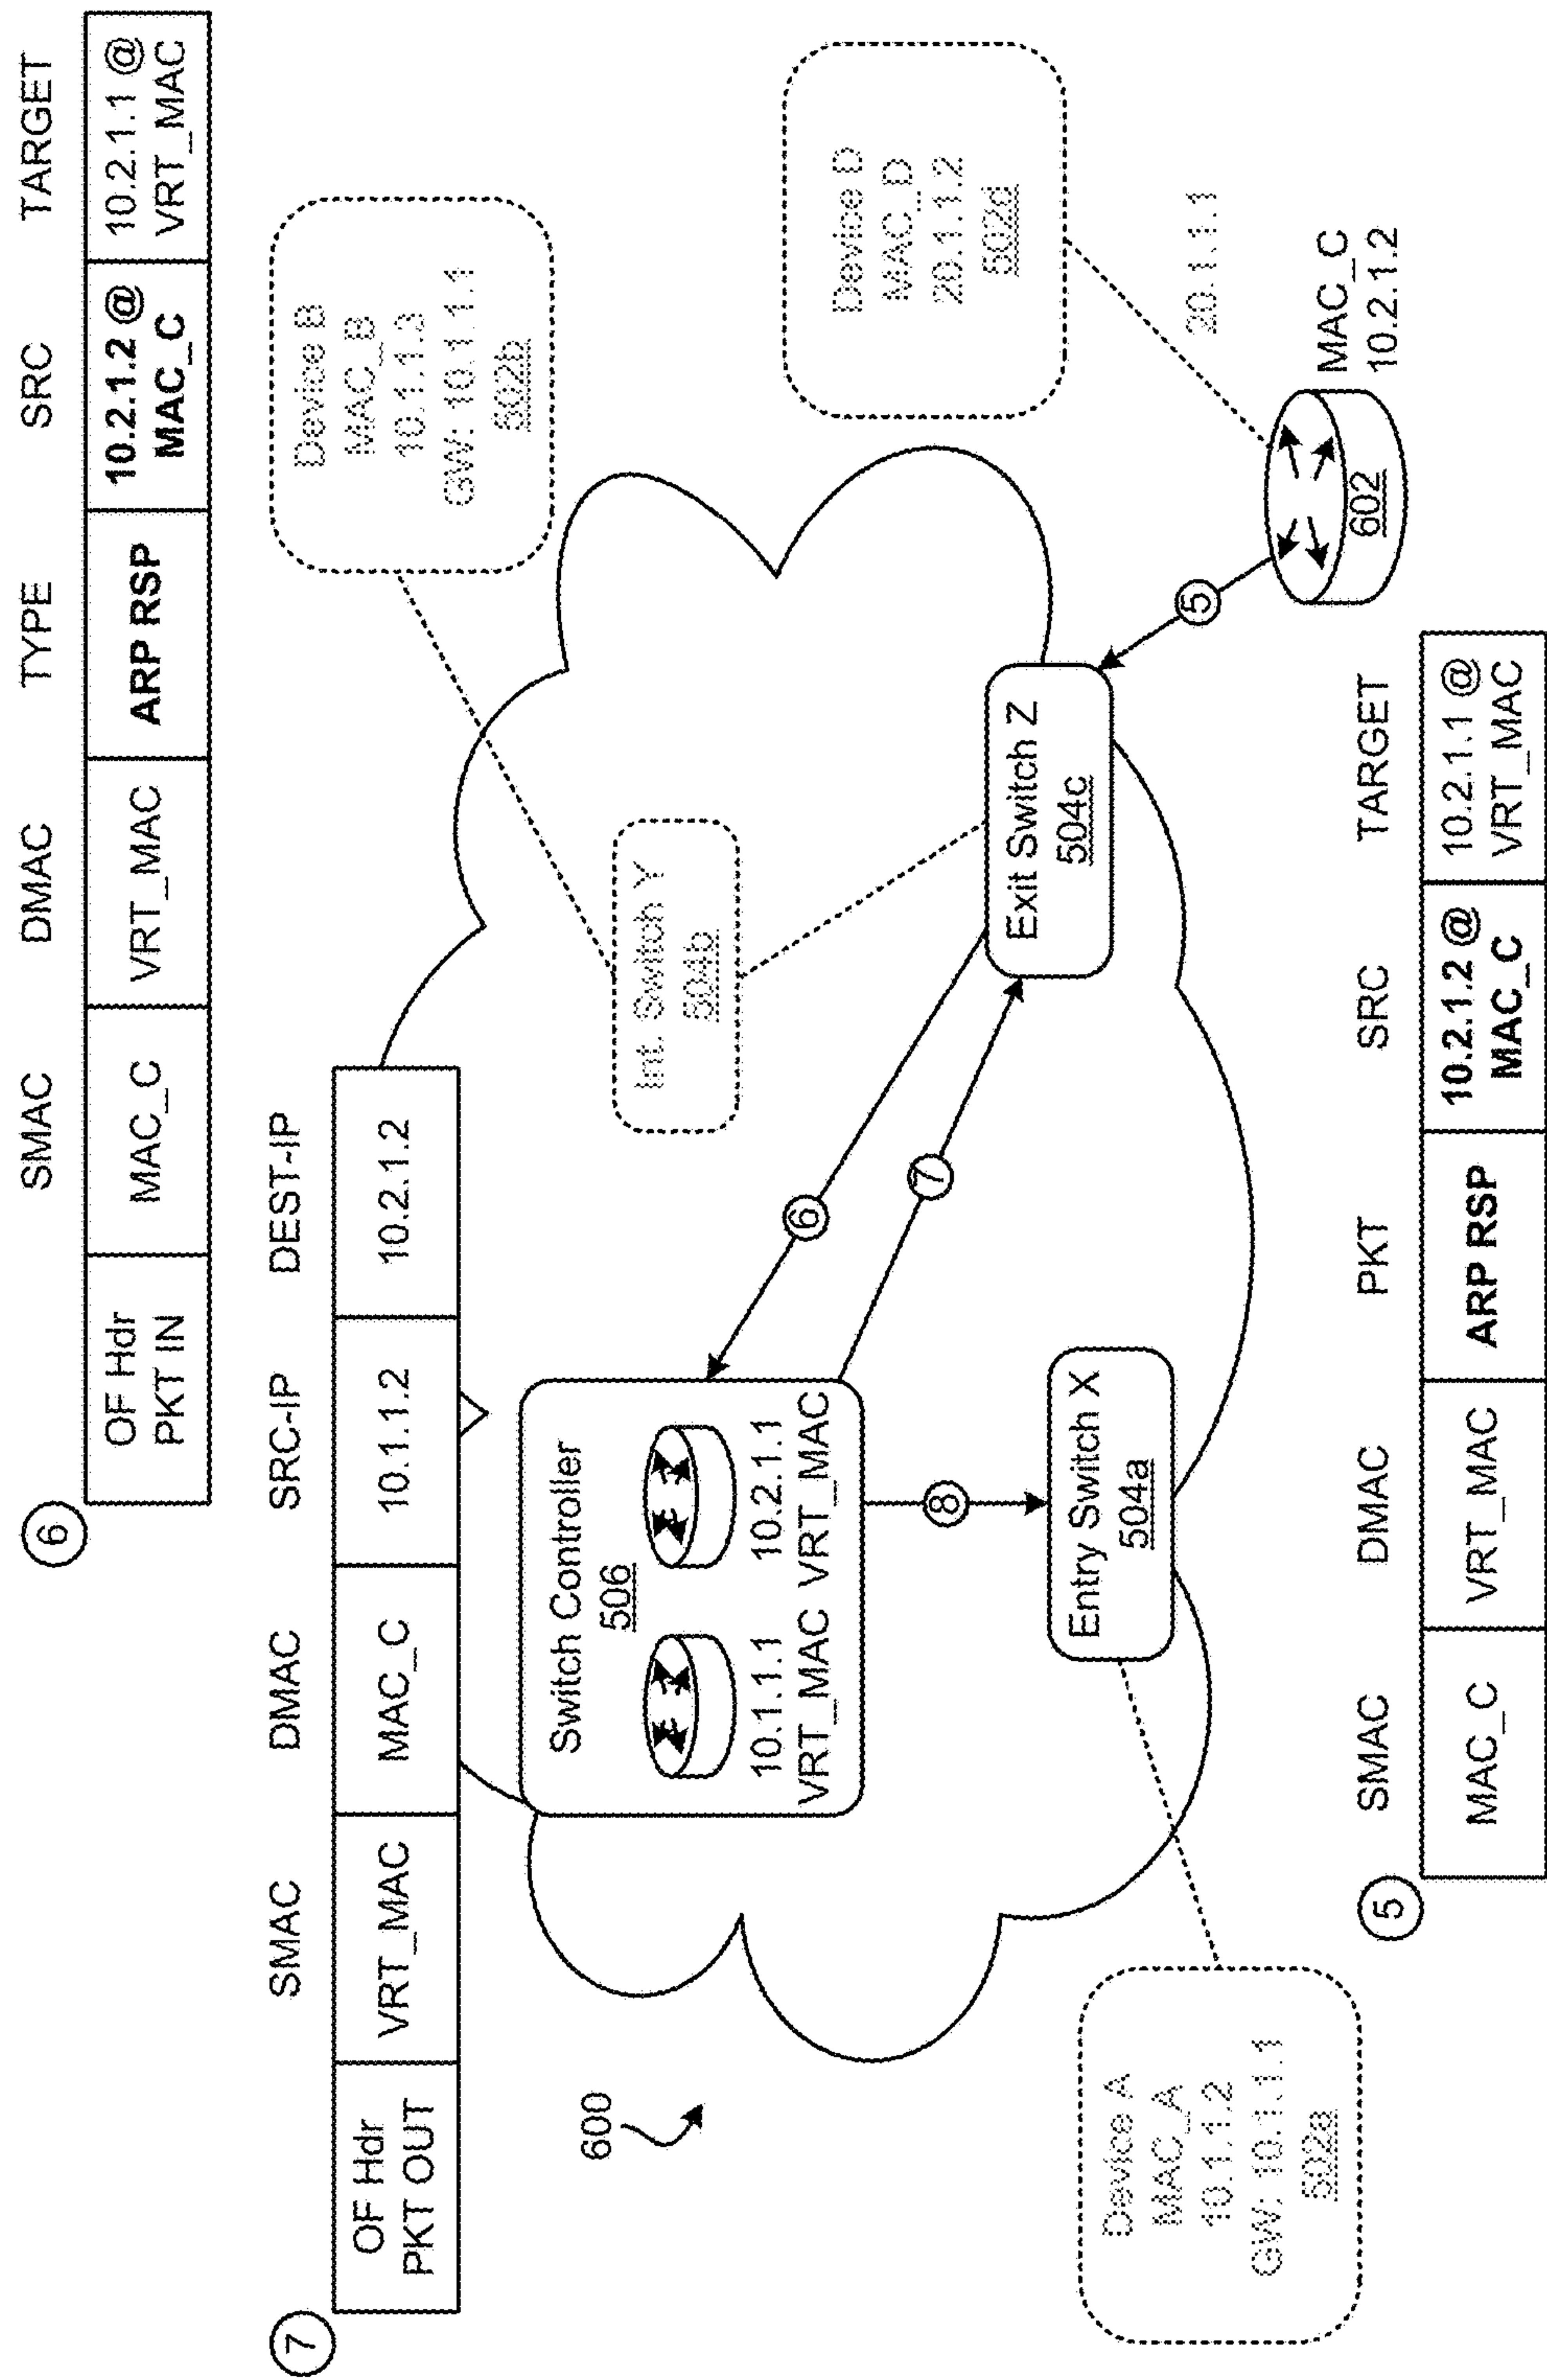 SMAC DMAC TYPE SRC TARGET
6
OF Hdr
PKT IN
MAC_C
VRT_MAC
ARP RSP
10.2.1.2 @
MAC_C
10.2.1.1 @
VRT_MAC
SMAC DMAC SRC-IP DEST-IP
7
OF Hdr
PKT OUT
VRT_MAC
MAC_C
10.1.1.2
10.2.1.2
Device B
MAC_B
10.1.1.3
GW: 10.1.1.1
502b
Switch Controller
506
10.1.1.1
VRT_MAC
10.2.1.1
VRT_MAC
Int. Switch Y
504b
Device D
MAC_D
20.1.1.2
502d
600
6
7
8
Exit Switch Z
504c
5
20.1.1.1
Entry Switch X
504a
Device A
MAC_A
10.1.1.2
GW: 10.1.1.1
502a
602
MAC_C
10.2.1.2
SMAC DMAC PKT SRC TARGET
5
MAC_C
VRT_MAC
ARP RSP
10.2.1.2 @
MAC_C
10.2.1.1 @
VRT_MAC